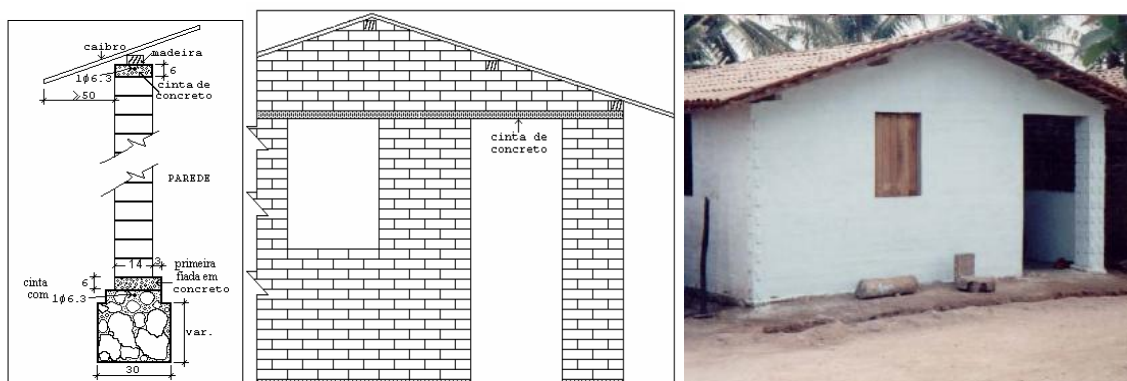 caibro
madeira
1ϕ6.3
6
cinta de
concreto
≥50
PAREDE
14
3
primeira
fiada em
concreto
6
cinta
com
1ϕ6.3
var.
30
cinta de
concreto